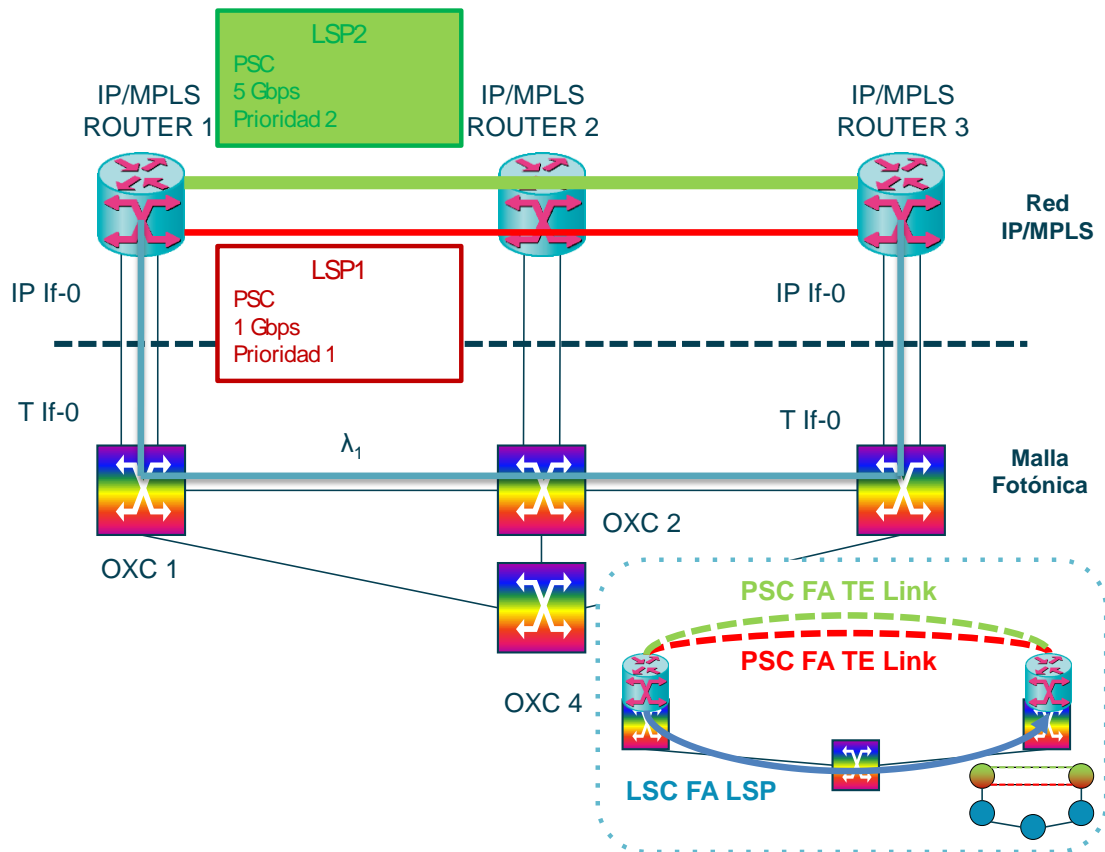 LSP2
PSC
5 Gbps
Prioridad 2
IP/MPLS
ROUTER 1
IP/MPLS
ROUTER 2
IP/MPLS
ROUTER 3
Red
IP/MPLS
LSP1
PSC
1 Gbps
Prioridad 1
IP If-0
IP If-0
T If-0
T If-0
λ1
Malla
Fotónica
OXC 2
OXC 1
OXC 4
PSC FA TE Link
PSC FA TE Link
LSC FA LSP